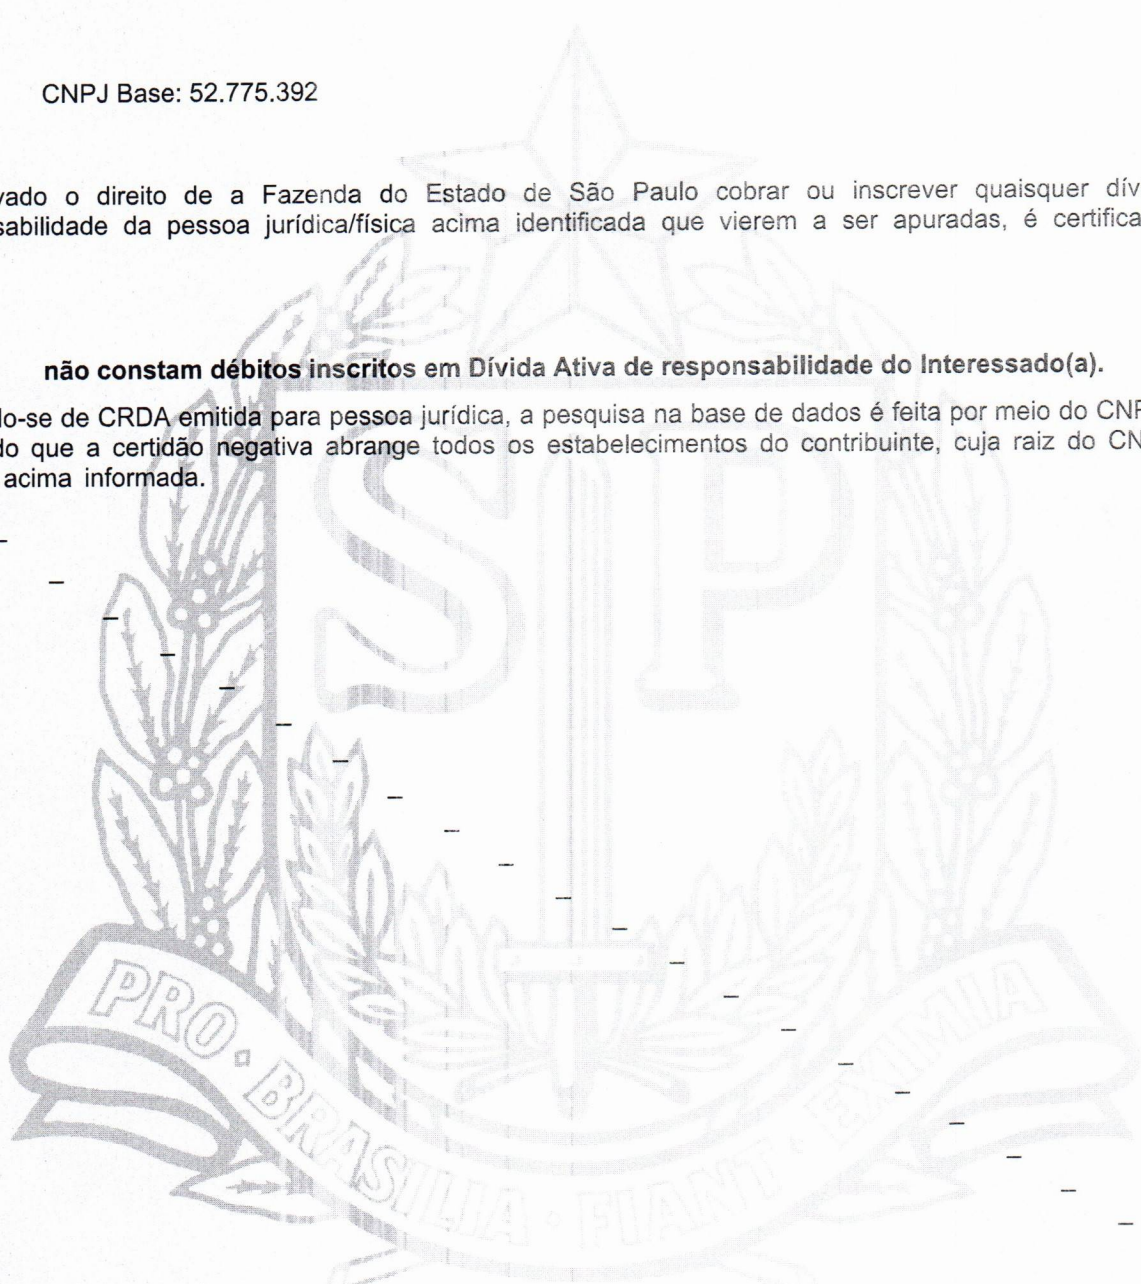 CNPJ Base: 52.775.392
vado o direito de a Fazenda do Estado de São Paulo cobrar ou inscrever quaisquer dív
sabilidade da pessoa jurídica/física acima identificada que vierem a ser apuradas, é certifica
não constam débitos inscritos em Dívida Ativa de responsabilidade do Interessado(a).
do-se de CRDA emitida para pessoa jurídica, a pesquisa na base de dados é feita por meio do CNP
do que a certidão negativa abrange todos os estabelecimentos do contribuinte, cuja raiz do CN
acima informada.
SP
PRO · BRASILIA · FIANT · EXIMIA